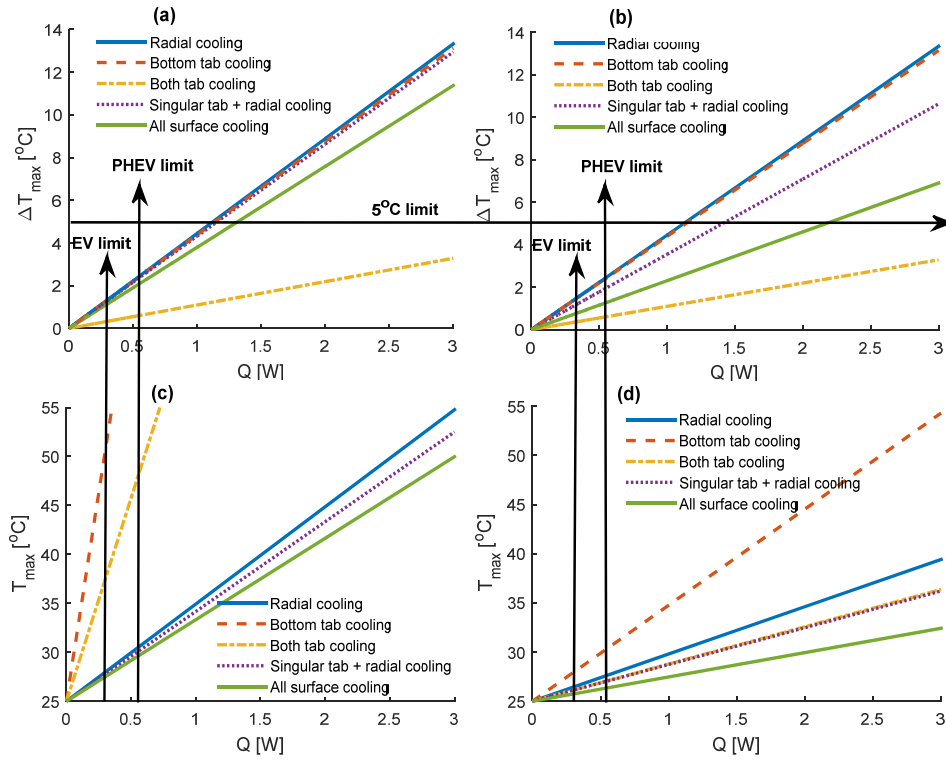 (a)
Radial cooling
Bottom tab cooling
Both tab cooling
Singular tab + radial cooling
All surface cooling
PHEV limit
5°C limit
EV limit
ΔTmax [°C]
14
12
10
8
6
4
2
0
0 0.5 1 1.5 2 2.5 3
Q [W]
(b)
Radial cooling
Bottom tab cooling
Both tab cooling
Singular tab + radial cooling
All surface cooling
PHEV limit
EV limit
ΔTmax [°C]
14
12
10
8
6
4
2
0
0 0.5 1 1.5 2 2.5 3
Q [W]
(c)
Tmax [°C]
55
50
45
40
35
30
25
Radial cooling
Bottom tab cooling
Both tab cooling
Singular tab + radial cooling
All surface cooling
0 0.5 1 1.5 2 2.5 3
Q [W]
(d)
Radial cooling
Bottom tab cooling
Both tab cooling
Singular tab + radial cooling
All surface cooling
Tmax [°C]
55
50
45
40
35
30
25
0 0.5 1 1.5 2 2.5 3
Q [W]